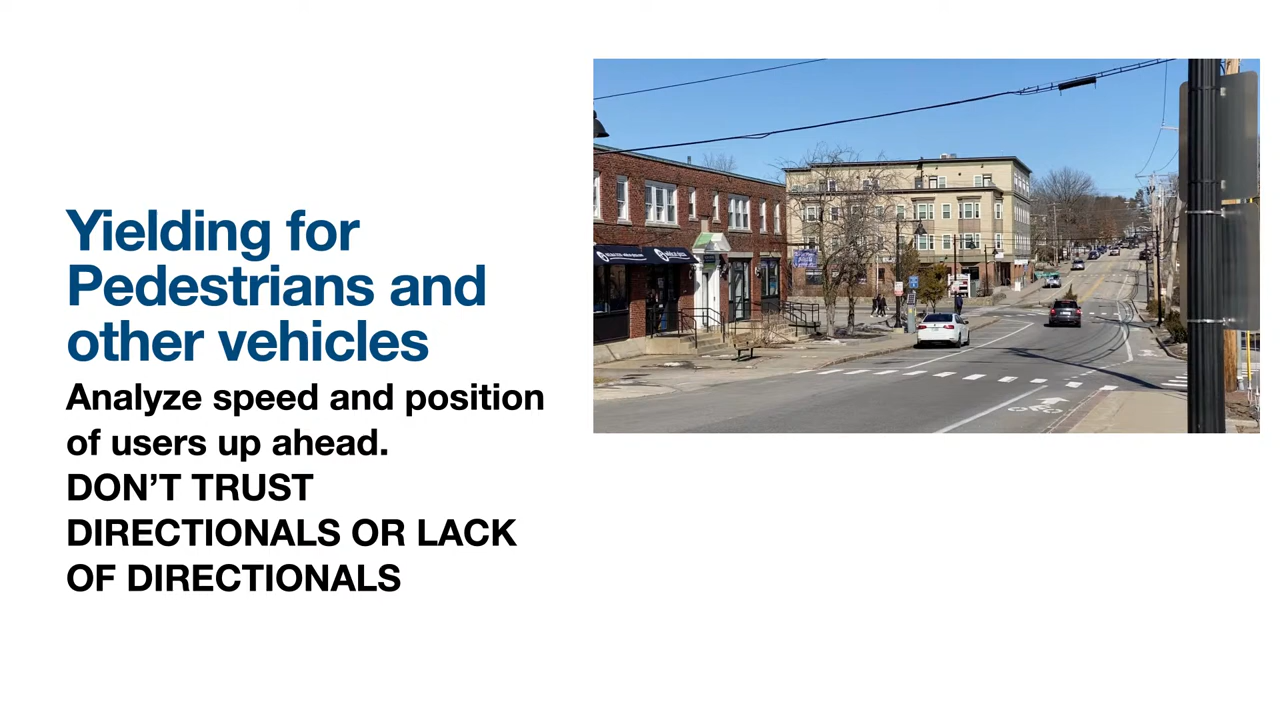 Yielding for
Pedestrians and
other vehicles
Analyze speed and position
of users up ahead.
DON’T TRUST
DIRECTIONALS OR LACK
OF DIRECTIONALS